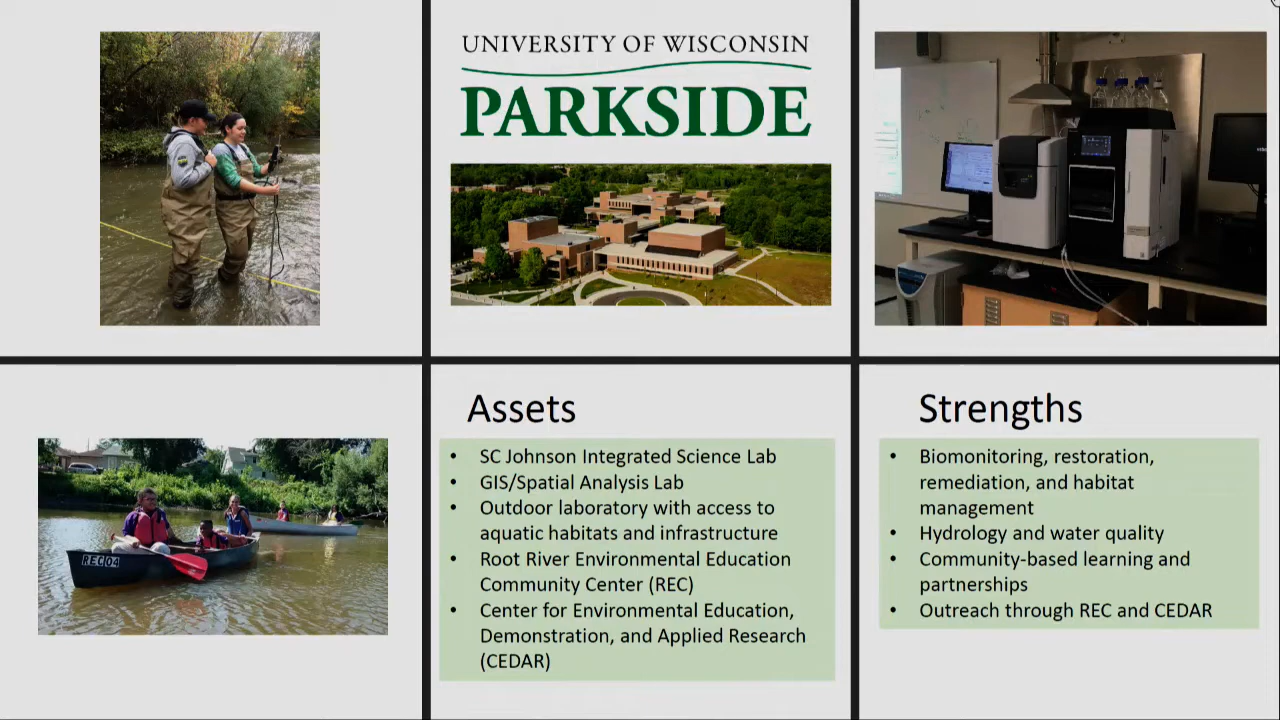 UNIVERSITY OF WISCONSIN
PARKSIDE
REC 04
Assets
• SC Johnson Integrated Science Lab
• GIS/Spatial Analysis Lab
• Outdoor laboratory with access to
aquatic habitats and infrastructure
• Root River Environmental Education
Community Center (REC)
• Center for Environmental Education,
Demonstration, and Applied Research
(CEDAR)
Strengths
• Biomonitoring, restoration,
remediation, and habitat
management
• Hydrology and water quality
• Community-based learning and
partnerships
• Outreach through REC and CEDAR